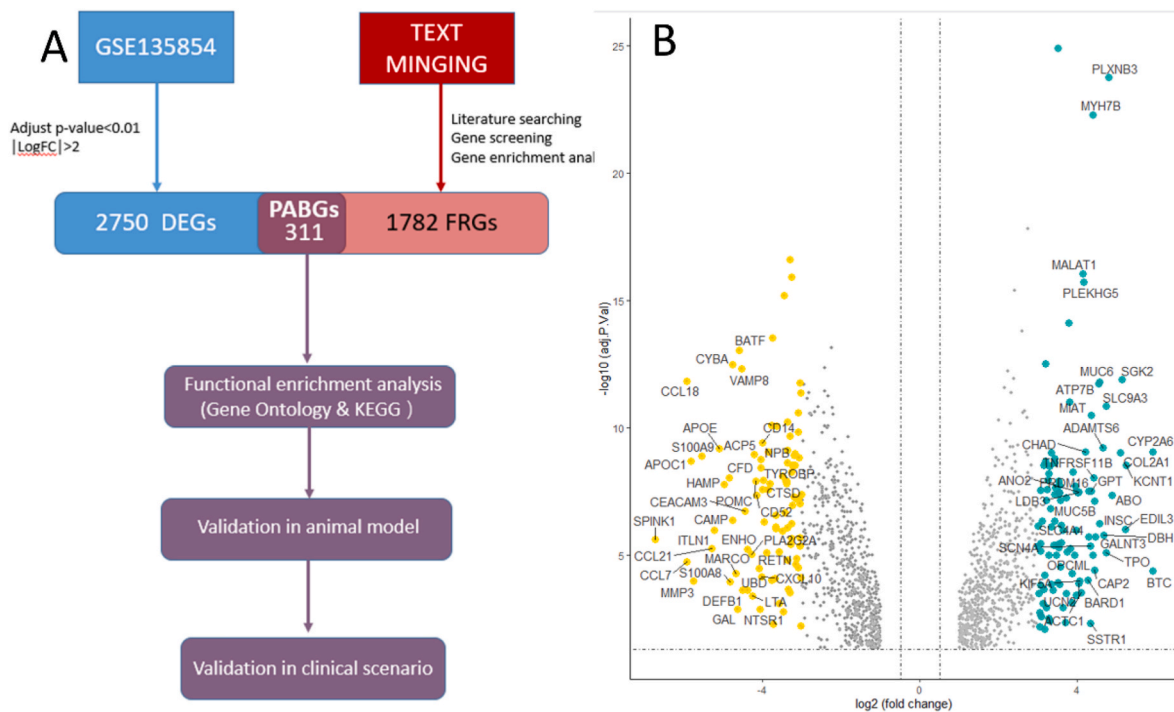 A
GSE135854
TEXT
MINGING
Adjust p-value<0.01
|LogFC|>2
Literature searching
Gene screening
Gene enrichment anal
2750 DEGs
PABGs
311
1782 FRGs
Functional enrichment analysis
(Gene Ontology & KEGG )
Validation in animal model
Validation in clinical scenario
B
-log10 (adj.P.Val)
25
20
15
10
5
-4
0
4
log2 (fold change)
BATF
CYBA
VAMP8
CCL18
APOE
CD14
S100A9
ACP5
NPB
APOC1
CFD
TYROBP
HAMP
CTSD
CEACAM3
POMC
CD52
CAMP
SPINK1
ITLN1
ENHO
PLA2G2A
CCL21
MARCO
RETN
CCL7
S100A8
UBD
CXCL10
MMP3
DEFB1
LTA
GAL
NTSR1
PLXNB3
MYH7B
MALAT1
PLEKHG5
MUC6
SGK2
ATP7B
SLC9A3
MIAT
ADAMTS6
CYP2A6
CHAD
TNFRSF11B
COL2A1
ANO2
PRDM16
GPT
KCNT1
LDB3
ABO
MUC5B
INSC
EDIL3
SLC4A4
DBH
SCN4A
GALNT3
TPO
OPCML
KIF5A
CAP2
BTC
UCN2
BARD1
ACTC1
SSTR1